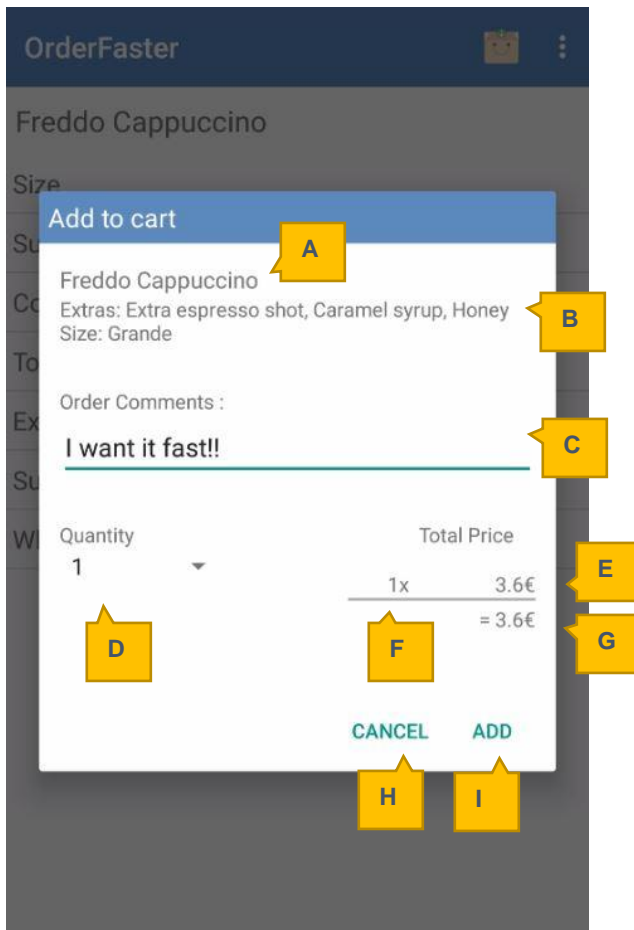 OrderFaster
Freddo Cappuccino
Size
Su
Add to cart
A
Freddo Cappuccino
Co
Extras: Extra espresso shot, Caramel syrup, Honey
B
Size: Grande
To
Order Comments :
Ex
I want it fast!!
C
Su
Quantity
Total Price
W
1
E
1x 3.6€
= 3.6€
D
F
G
CANCEL ADD
H
I